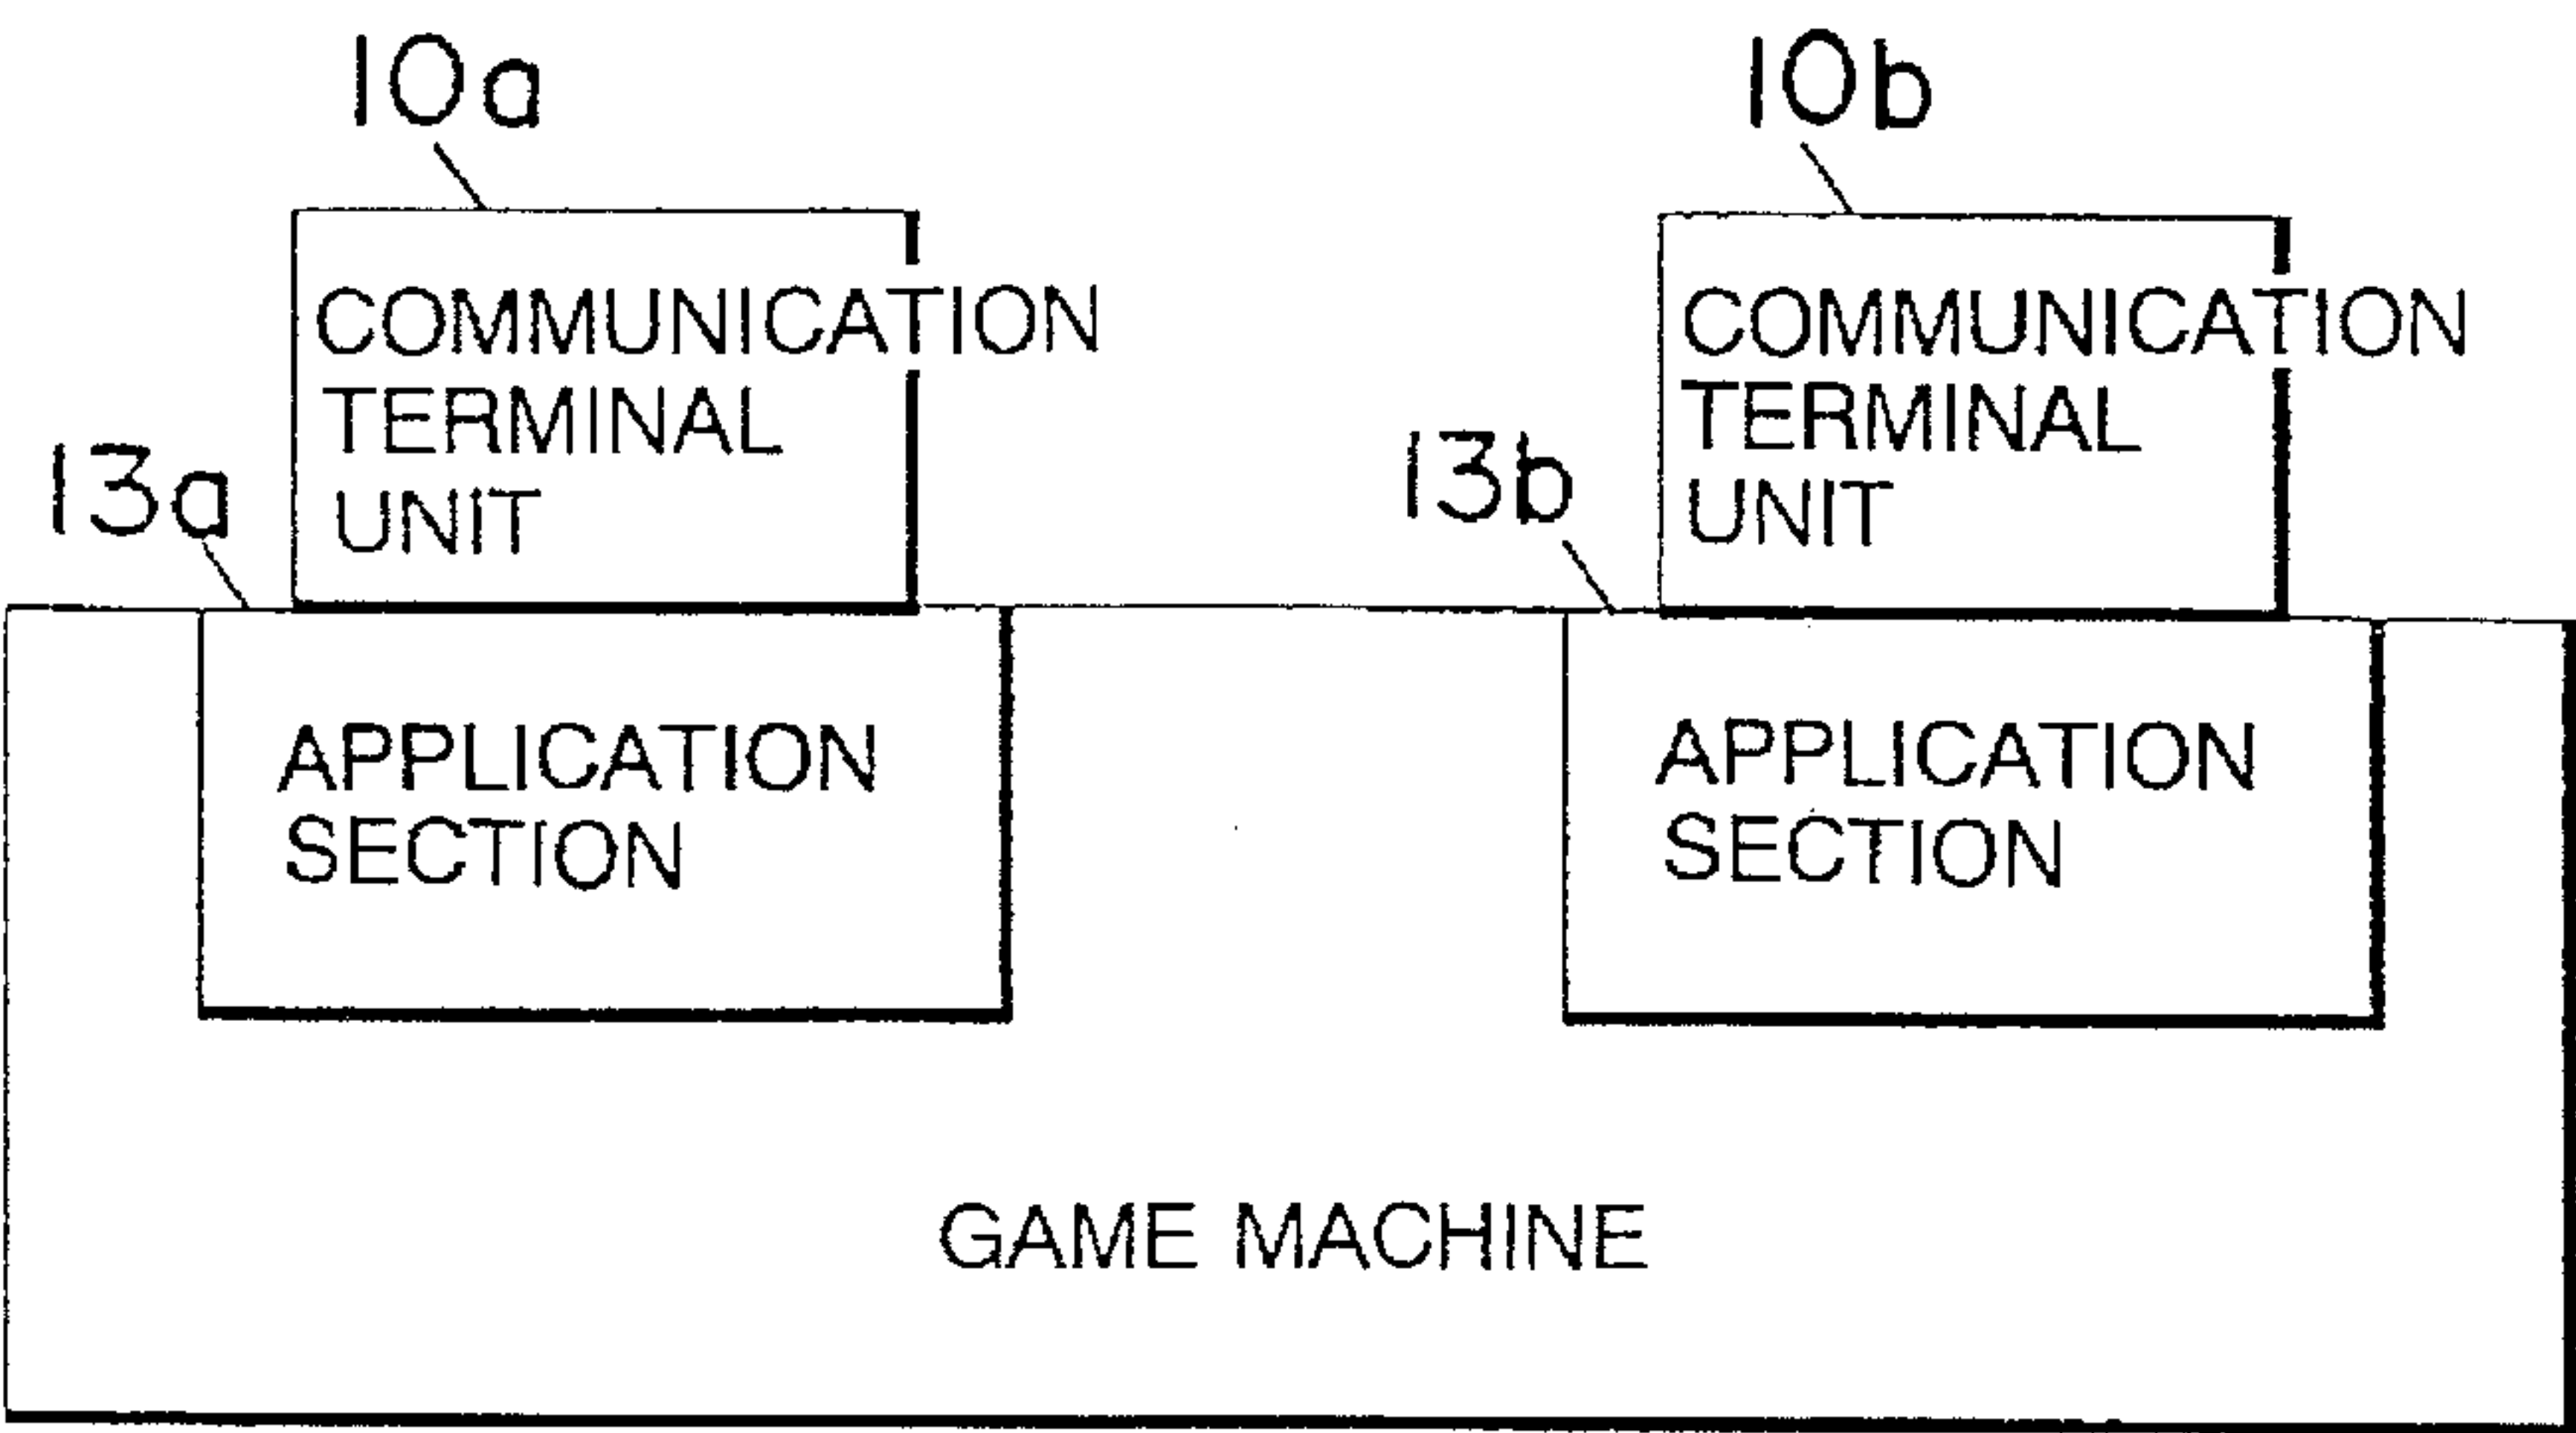 10a
10b
COMMUNICATION
TERMINAL
UNIT
COMMUNICATION
TERMINAL
UNIT
13a
13b
APPLICATION
SECTION
APPLICATION
SECTION
GAME MACHINE